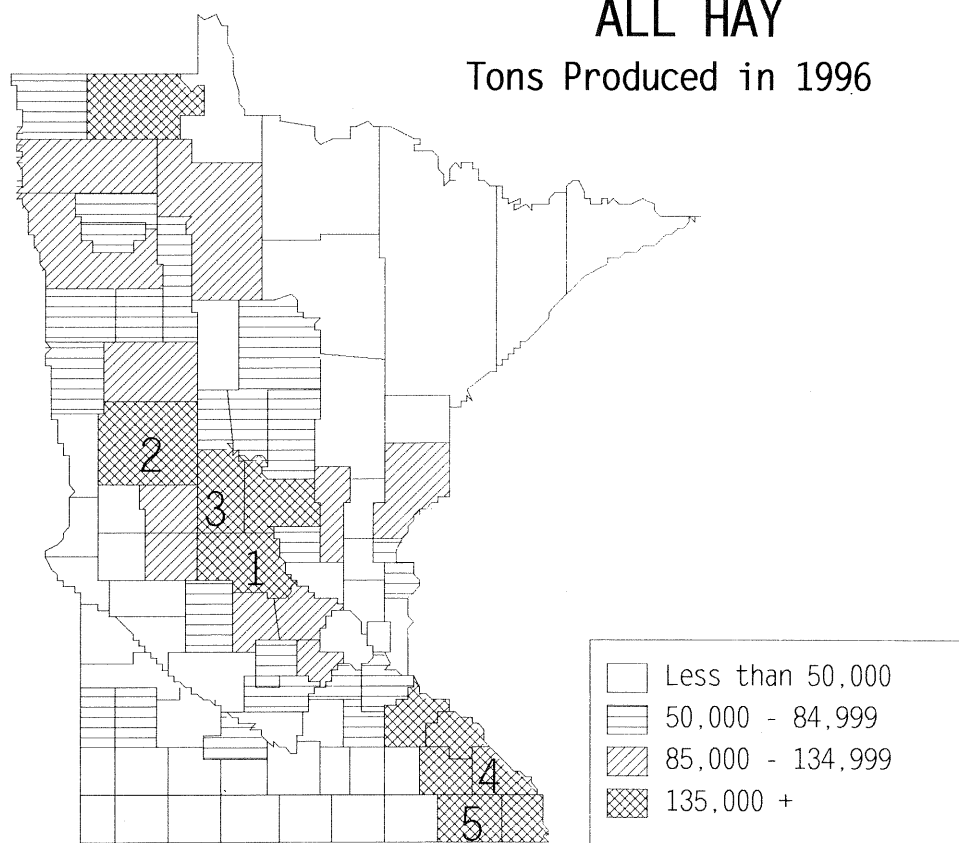 ALL HAY
Tons Produced in 1996
2
3
1
4
5
Less than 50,000
50,000 - 84,999
85,000 - 134,999
135,000 +